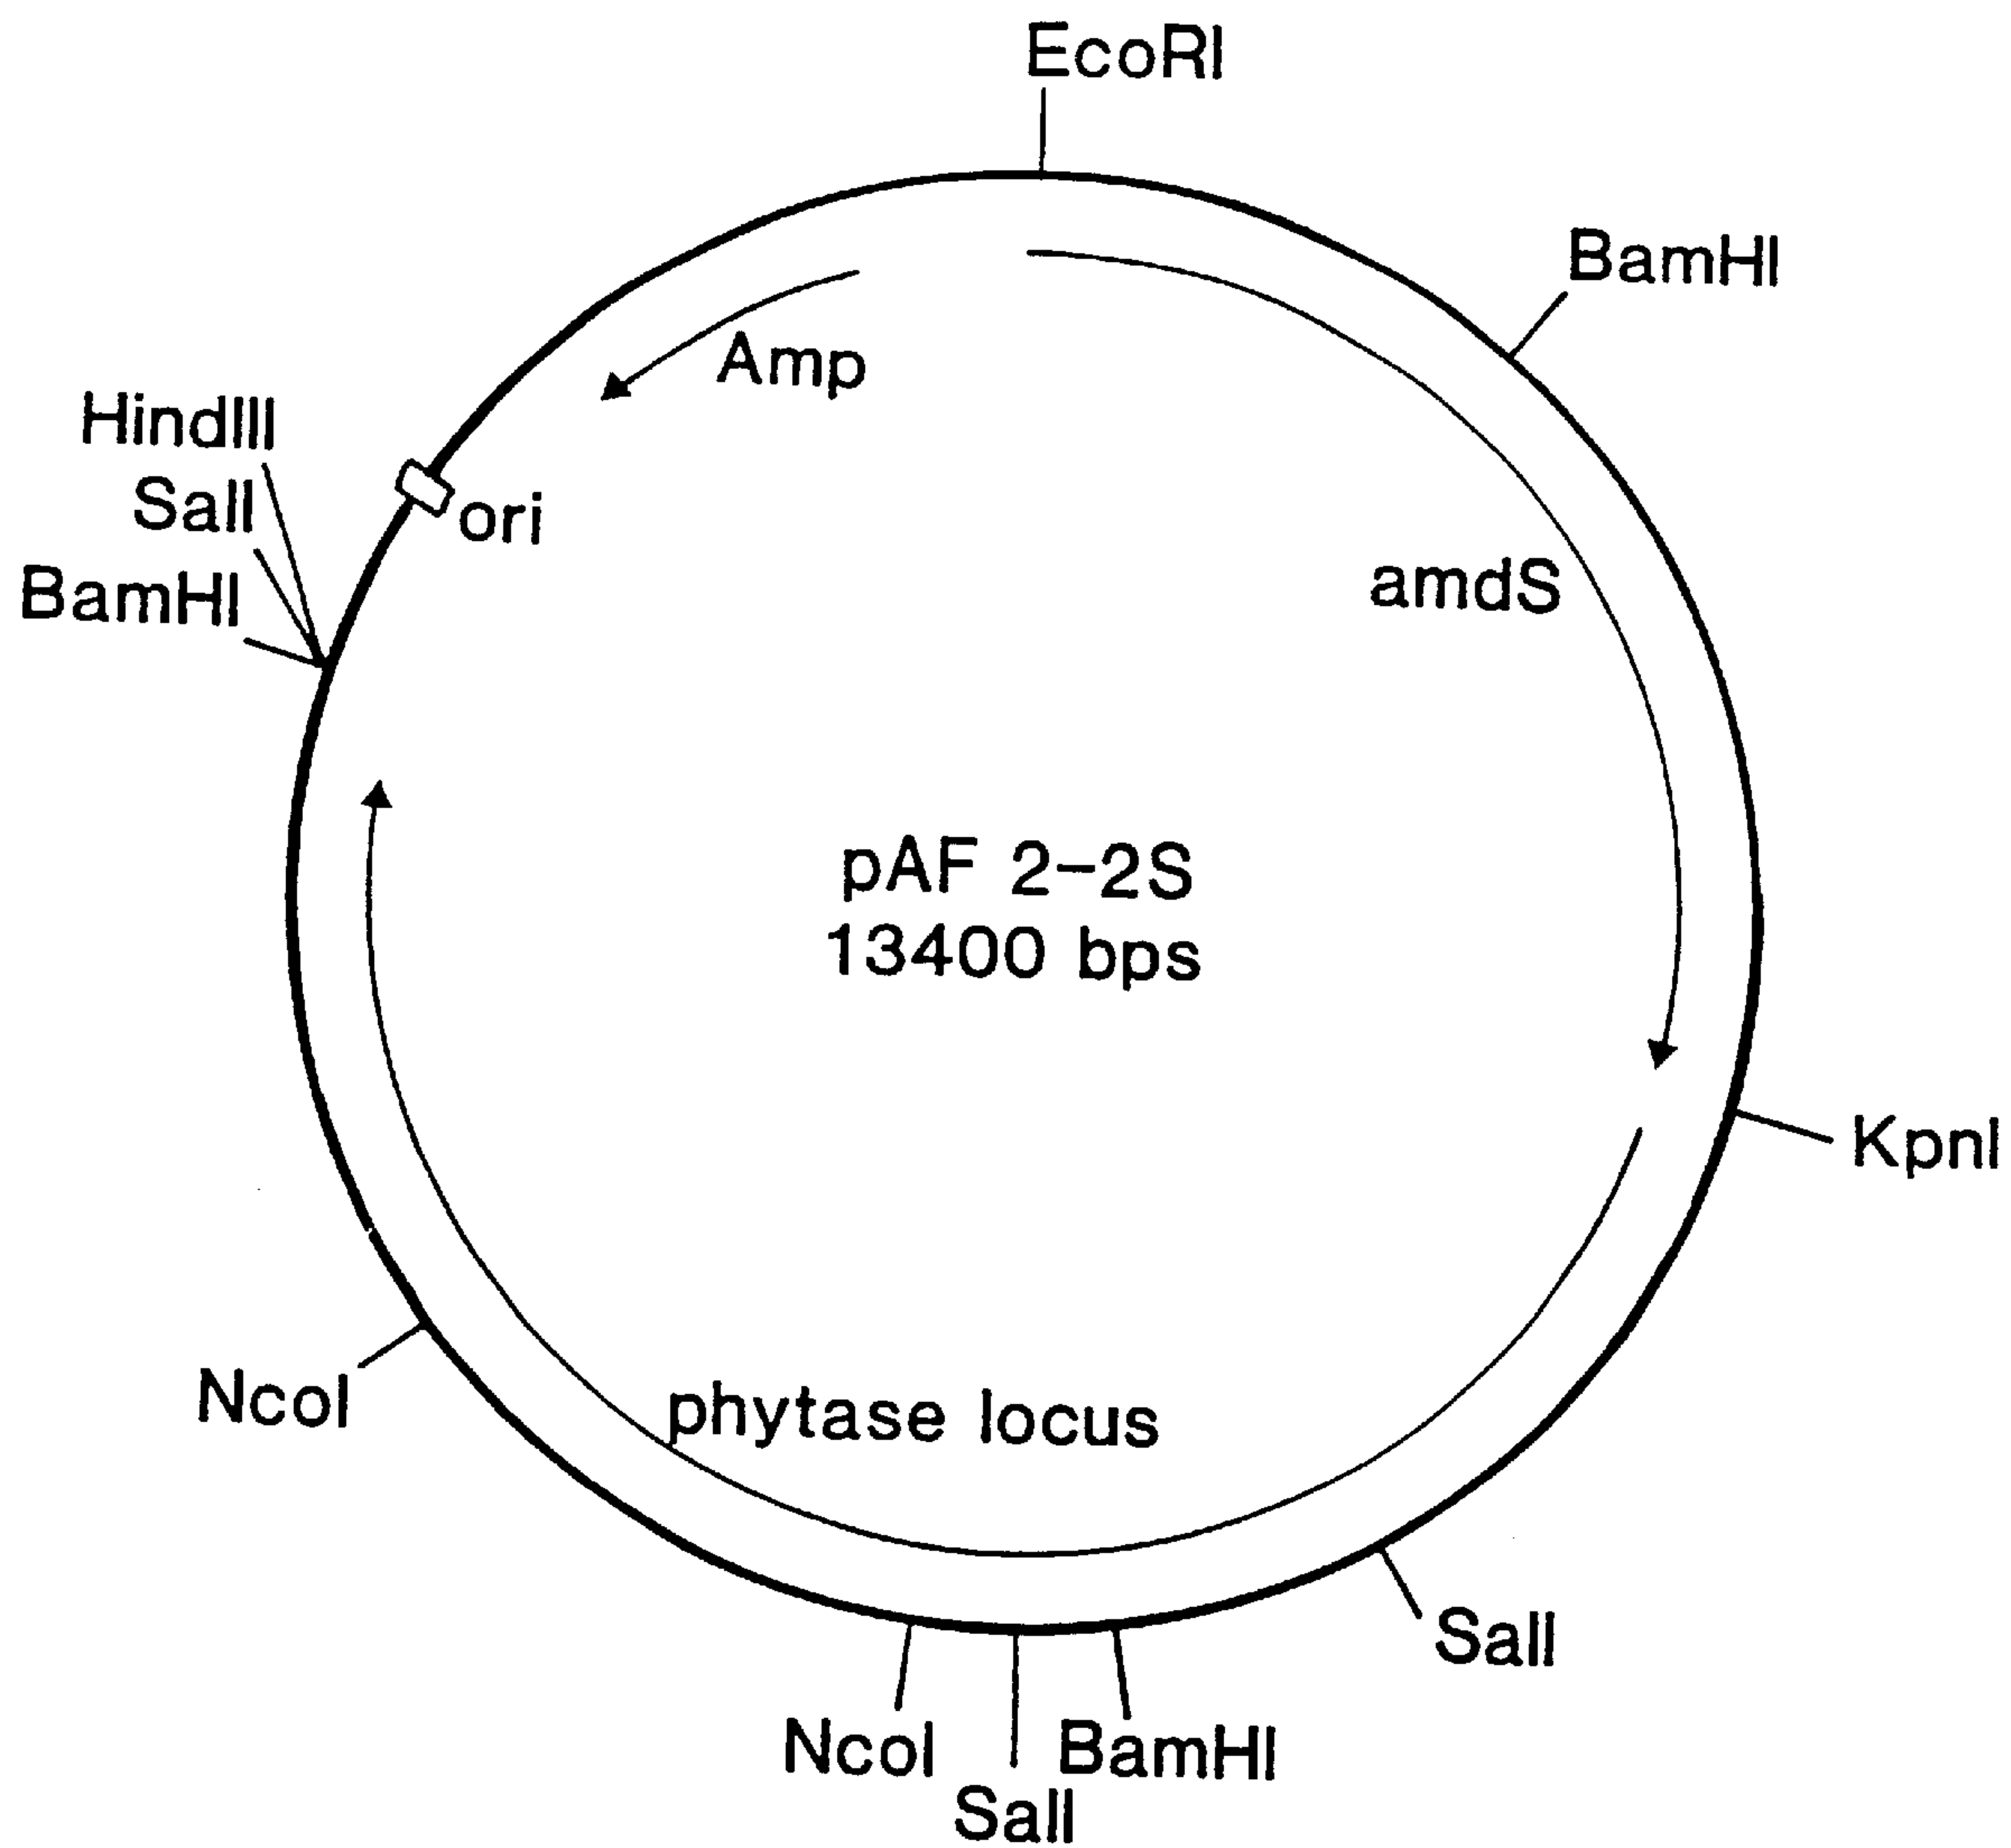 EcoRI
BamHI
Amp
HindIII
SalI
ori
BamHI
amdS
pAF 2-2S
13400 bps
KpnI
NcoI
phytase locus
SalI
NcoI
BamHI
SalI